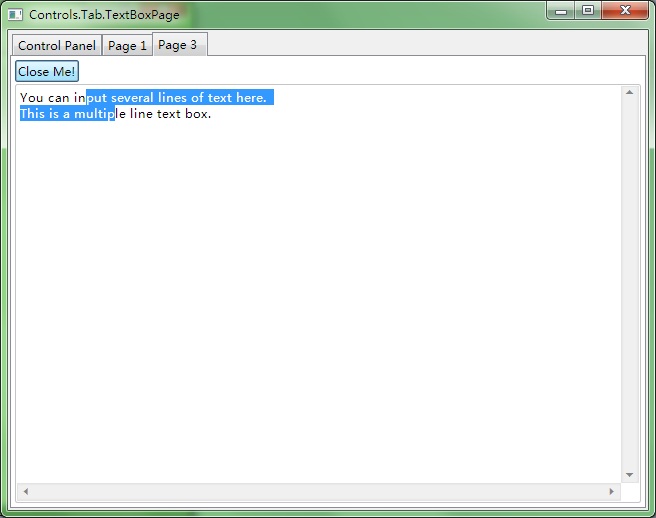 Controls.Tab.TextBoxPage
Control Panel Page 1 Page 3
Close Me!
You can input several lines of text here.
This is a multiple line text box.